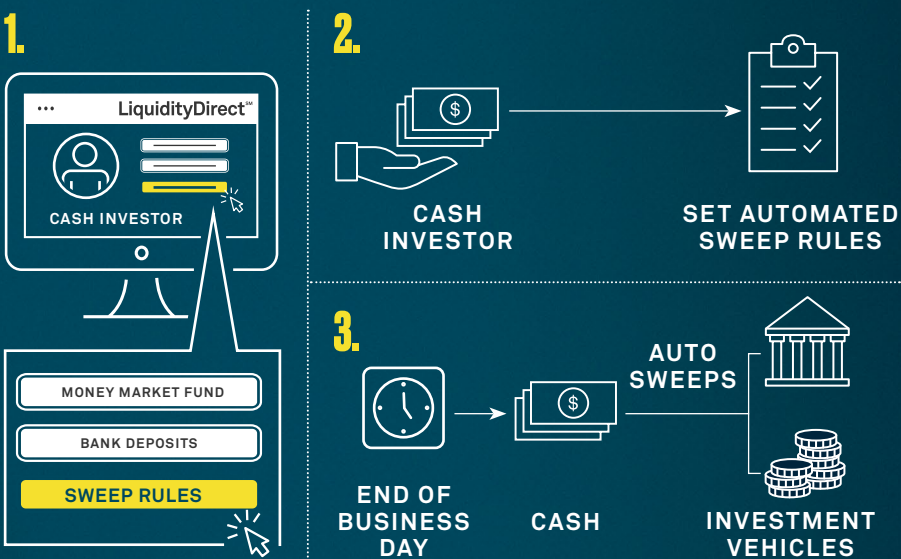 1.
LiquidityDirect℠
CASH INVESTOR
MONEY MARKET FUND
BANK DEPOSITS
SWEEP RULES
2.
$
CASH
INVESTOR
SET AUTOMATED
SWEEP RULES
3.
END OF
BUSINESS
DAY
$
CASH
AUTO
SWEEPS
INVESTMENT
VEHICLES